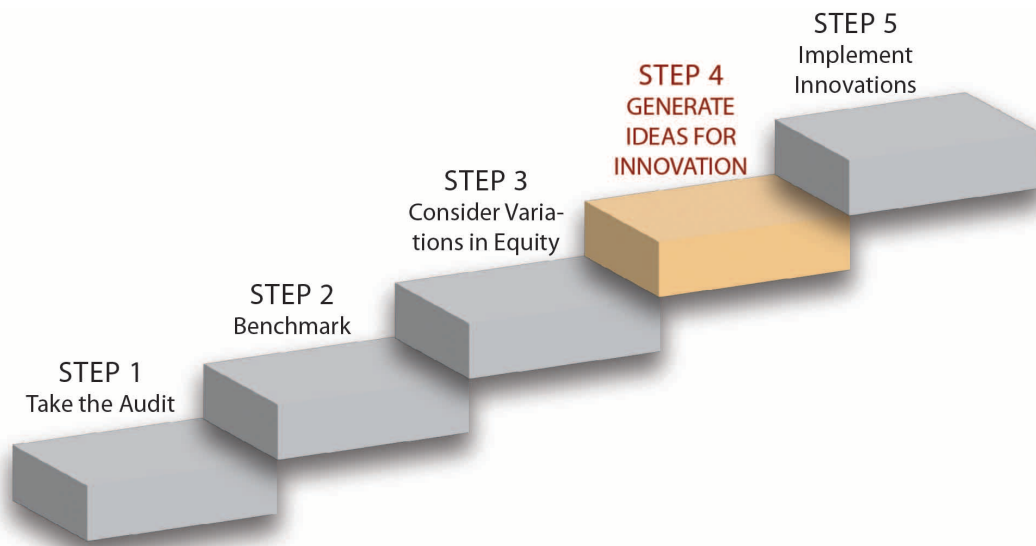 STEP 1
Take the Audit
STEP 2
Benchmark
STEP 3
Consider Varia-
tions in Equity
STEP 4
GENERATE
IDEAS FOR
INNOVATION
STEP 5
Implement
Innovations